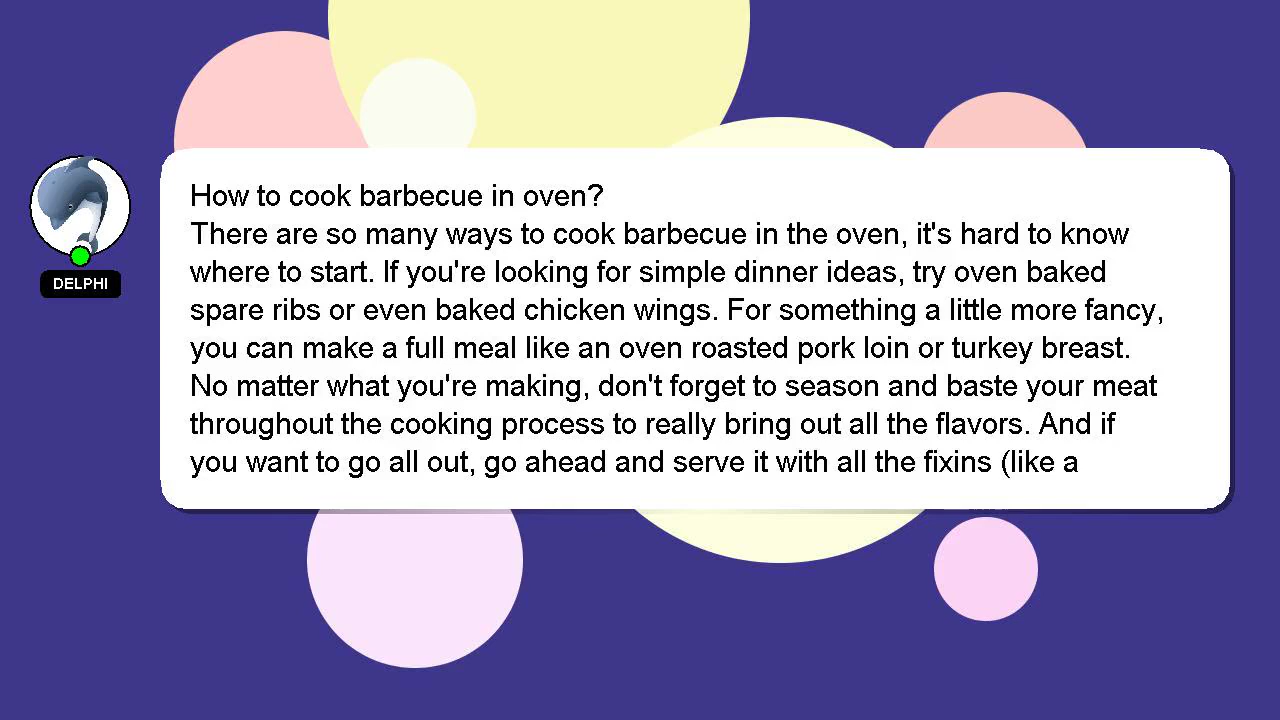 How to cook barbecue in oven?
There are so many ways to cook barbecue in the oven, it's hard to know
where to start. If you're looking for simple dinner ideas, try oven baked
spare ribs or even baked chicken wings. For something a little more fancy,
you can make a full meal like an oven roasted pork loin or turkey breast.
No matter what you're making, don't forget to season and baste your meat
throughout the cooking process to really bring out all the flavors. And if
you want to go all out, go ahead and serve it with all the fixins (like a
DELPHI